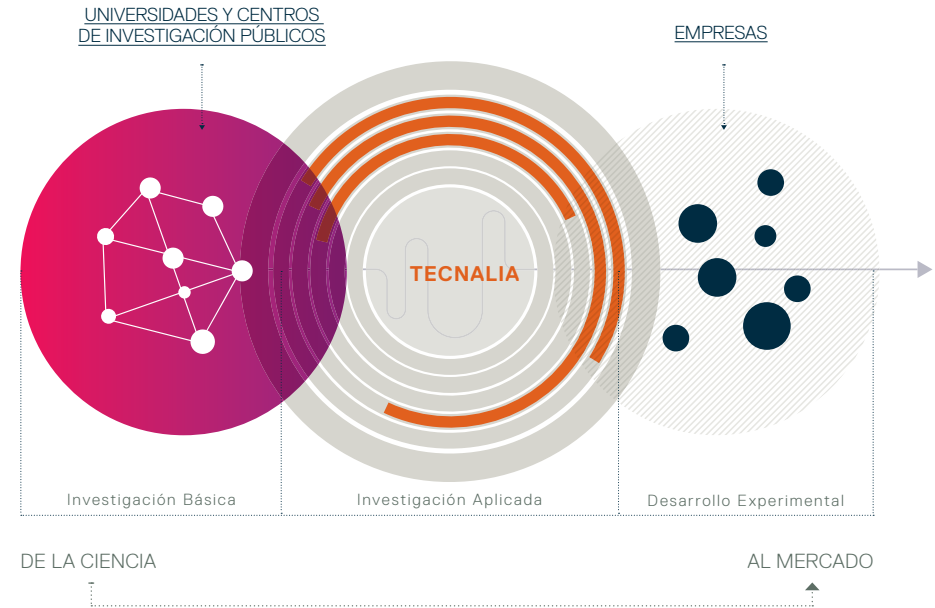 UNIVERSIDADES Y CENTROS
DE INVESTIGACIÓN PÚBLICOS
EMPRESAS
TECNALIA
Investigación Básica
Investigación Aplicada
Desarrollo Experimental
DE LA CIENCIA
AL MERCADO